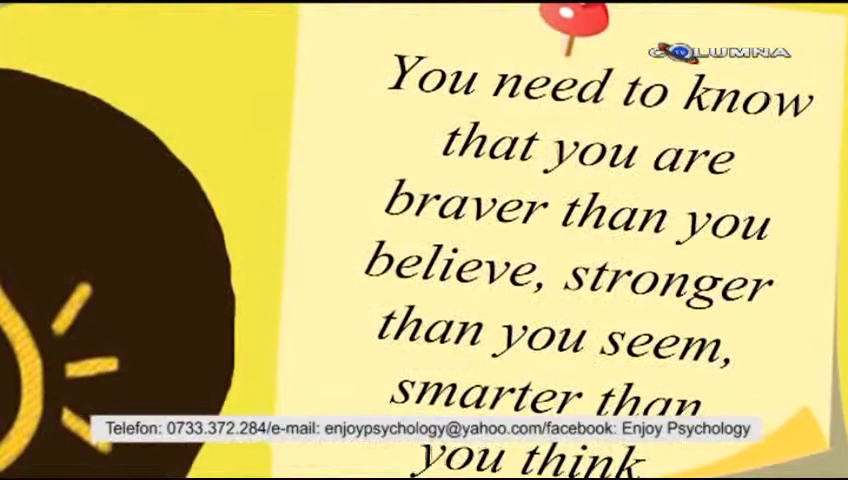 COLUMNA
TV
You need to know
that you are
braver than you
believe, stronger
than you seem,
smarter than
Telefon: 0733.372.284/e-mail: enjoypsychology@yahoo.com/facebook: Enjoy Psychology
you think